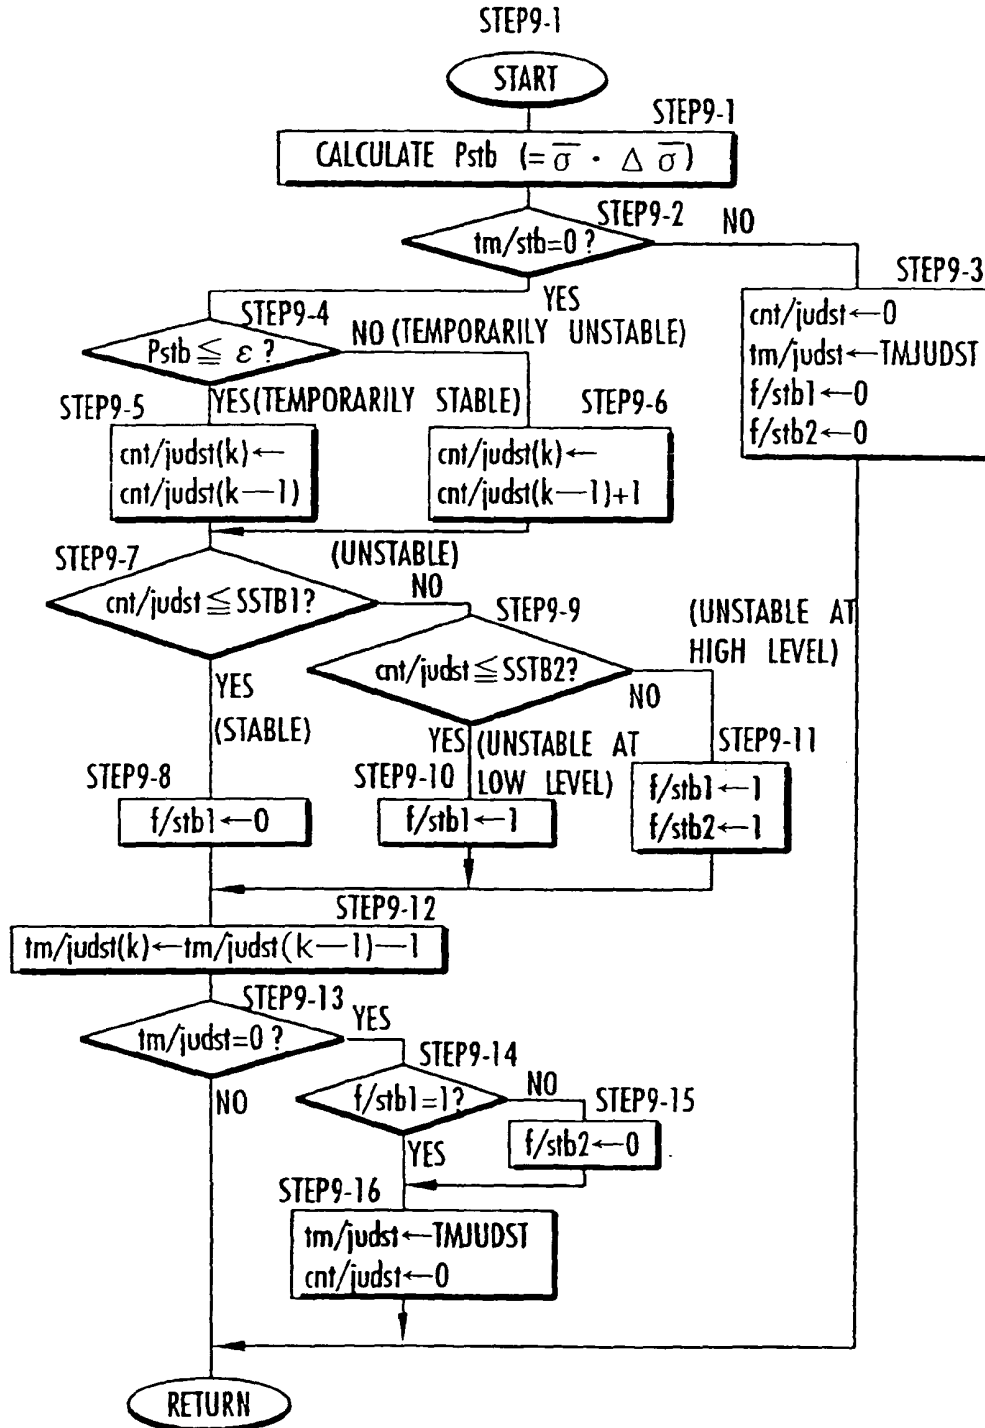 STEP9-1
START
STEP9-1
CALCULATE Pstb (= σ̅ · Δ σ̅)
STEP9-2
tm/stb=0 ?
NO
YES
STEP9-3
cnt/judst←0
tm/judst←TMJUDST
f/stb1←0
f/stb2←0
STEP9-4
Pstb ≦ ε ?
NO (TEMPORARILY UNSTABLE)
YES(TEMPORARILY STABLE)
STEP9-5
cnt/judst(k)←
cnt/judst(k—1)
STEP9-6
cnt/judst(k)←
cnt/judst(k—1)+1
STEP9-7
(UNSTABLE)
cnt/judst≦SSTB1?
NO
YES
(STABLE)
STEP9-9
cnt/judst≦SSTB2?
(UNSTABLE AT
HIGH LEVEL)
NO
YES
(UNSTABLE AT
LOW LEVEL)
STEP9-8
f/stb1←0
STEP9-10
f/stb1←1
STEP9-11
f/stb1←1
f/stb2←1
STEP9-12
tm/judst(k)←tm/judst(k—1)—1
STEP9-13
tm/judst=0 ?
YES
NO
STEP9-14
f/stb1=1?
NO
YES
STEP9-15
f/stb2←0
STEP9-16
tm/judst←TMJUDST
cnt/judst←0
RETURN